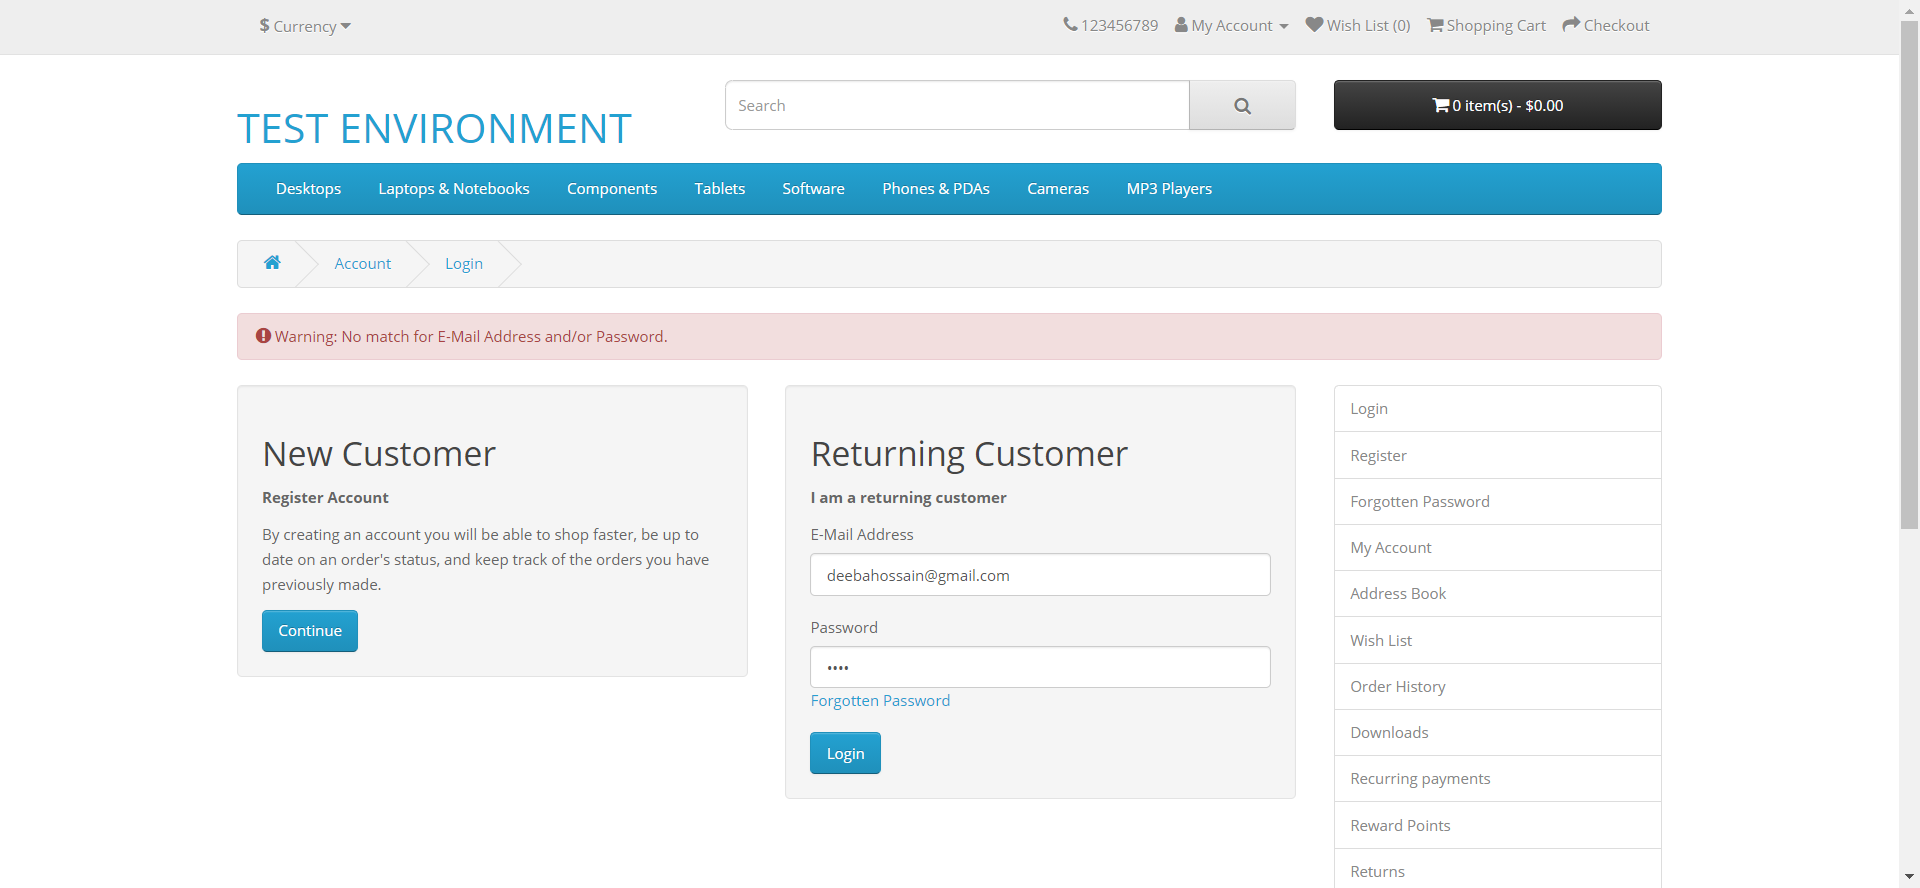 $ Currency
123456789 My Account Wish List (0) Shopping Cart Checkout
TEST ENVIRONMENT
Search
0 item(s) - $0.00
Desktops Laptops & Notebooks Components Tablets Software Phones & PDAs Cameras MP3 Players
Account Login
Warning: No match for E-Mail Address and/or Password.
New Customer
Register Account
By creating an account you will be able to shop faster, be up to
date on an order's status, and keep track of the orders you have
previously made.
Continue
Returning Customer
I am a returning customer
E-Mail Address
deebahossain@gmail.com
Password
••••
Forgotten Password
Login
Login
Register
Forgotten Password
My Account
Address Book
Wish List
Order History
Downloads
Recurring payments
Reward Points
Returns